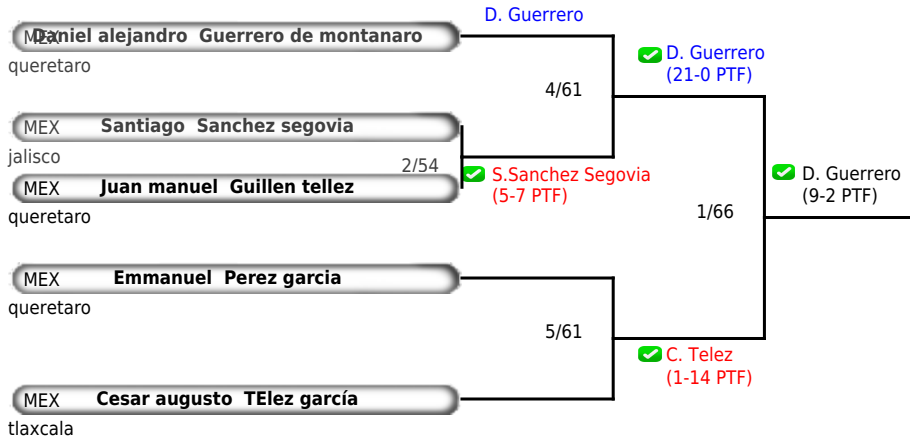 D. Guerrero
MEX Daniel alejandro Guerrero de montanaro
queretaro
D. Guerrero
(21-0 PTF)
4/61
MEX Santiago Sanchez segovia
jalisco
2/54
S.Sanchez Segovia
(5-7 PTF)
MEX Juan manuel Guillen tellez
queretaro
D. Guerrero
(9-2 PTF)
1/66
MEX Emmanuel Perez garcia
queretaro
5/61
C. Telez
(1-14 PTF)
MEX Cesar augusto TElez garcía
tlaxcala